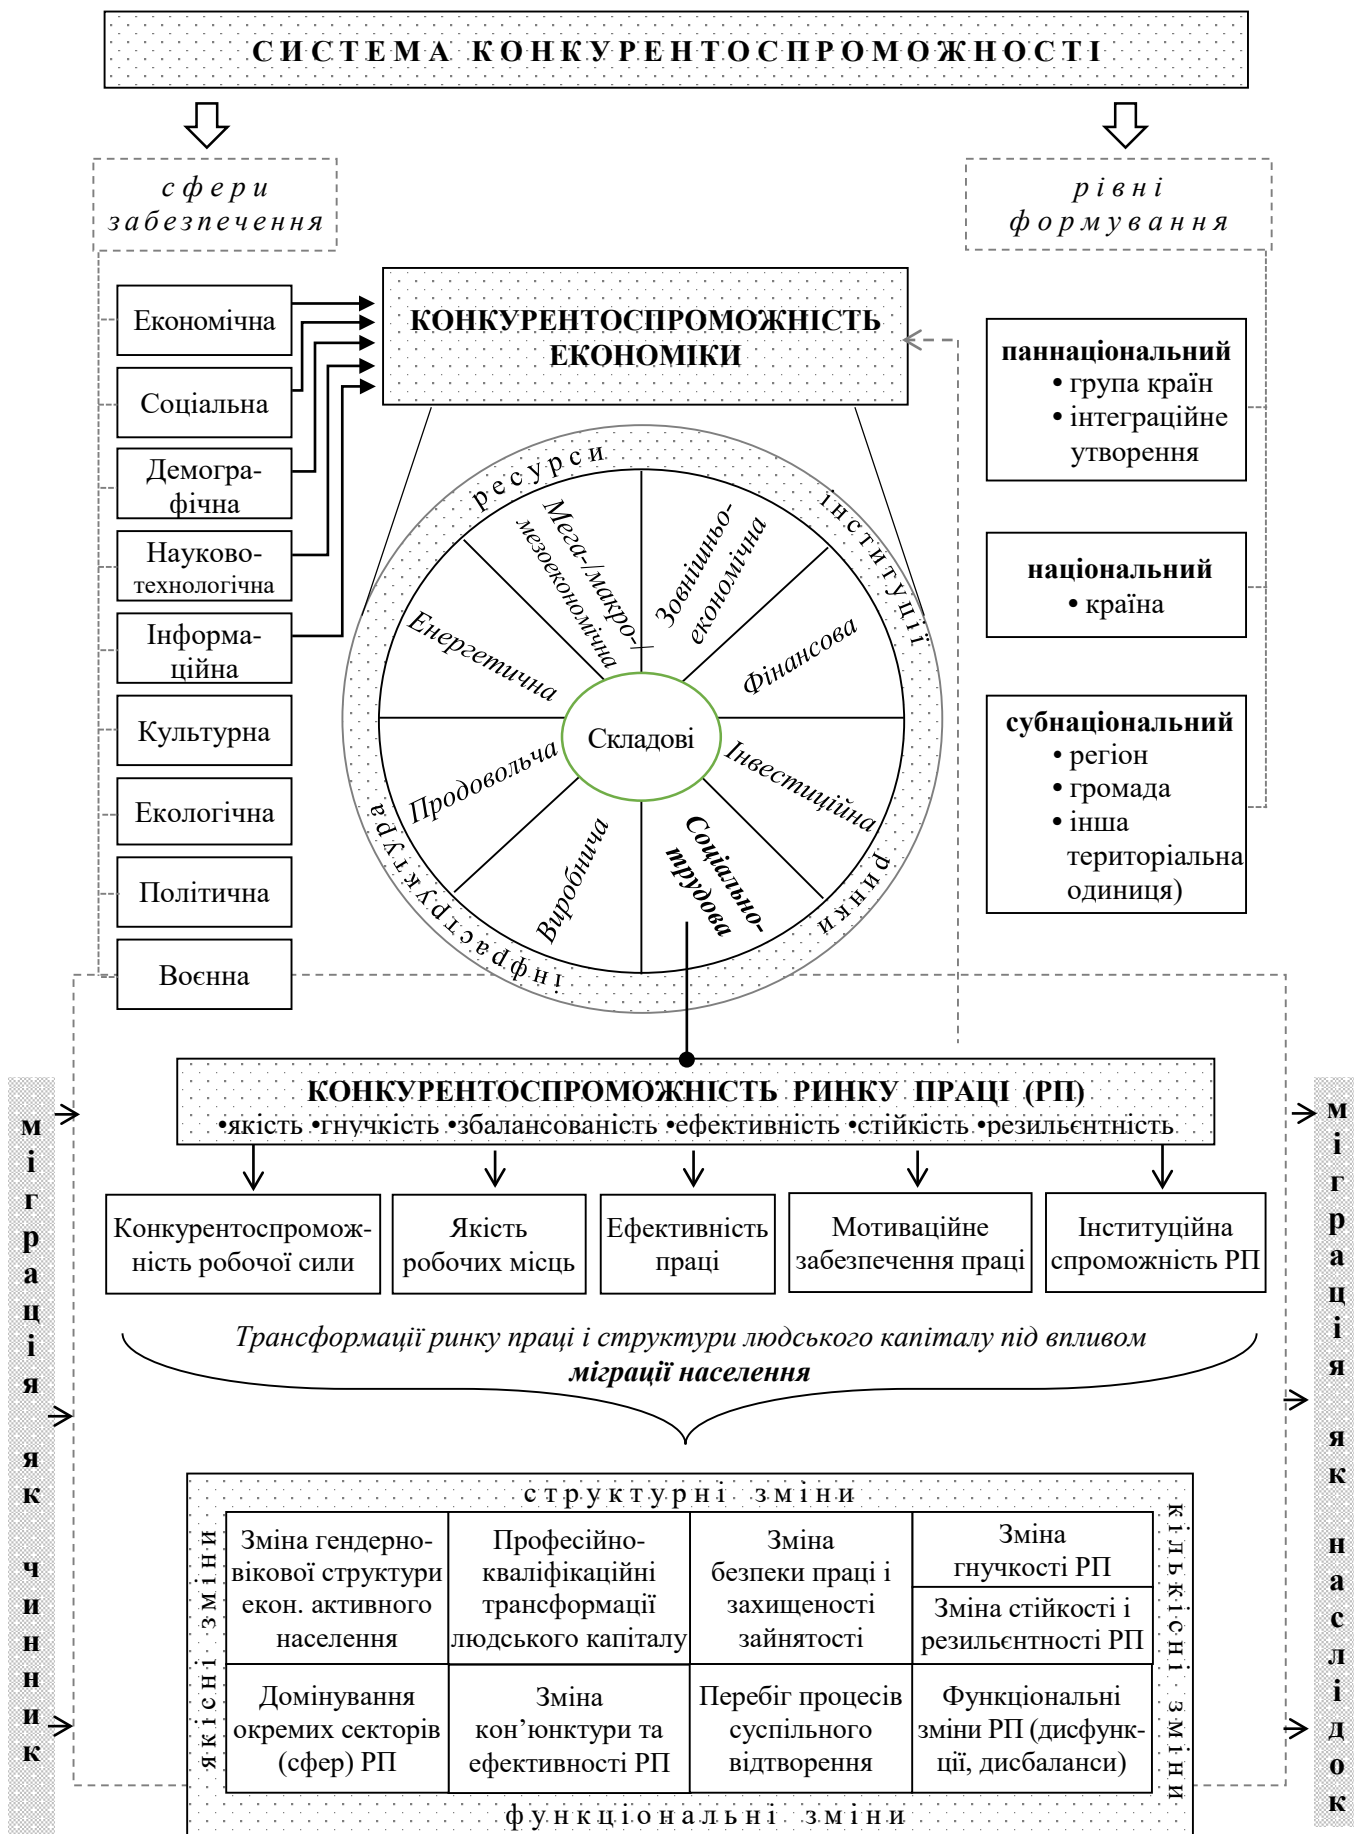 СИСТЕМА КОНКУРЕНТОСПРОМОЖНОСТІ
сфери
забезпечення
рівні
формування
Економічна
Соціальна
Демогра-
фічна
Науково-
технологічна
Інформа-
ційна
Культурна
Екологічна
Політична
Воєнна
КОНКУРЕНТОСПРОМОЖНІСТЬ
ЕКОНОМІКИ
ресурси
інституції
ринки
інфраструктура
Мега-/макро-/
мезоекономічна
Зовнішньо-
економічна
Фінансова
Інвестиційна
Соціально-
трудова
Виробнича
Продовольча
Енергетична
Складові
паннаціональний
• група країн
• інтеграційне
утворення
національний
• країна
субнаціональний
• регіон
• громада
• інша
територіальна
одиниця)
КОНКУРЕНТОСПРОМОЖНІСТЬ РИНКУ ПРАЦІ (РП)
•якість •гнучкість •збалансованість •ефективність •стійкість •резильєнтність
міграція як чинник
міграція як наслідок
Конкурентоспромож-
ність робочої сили
Якість
робочих місць
Ефективність
праці
Мотиваційне
забезпечення праці
Інституційна
спроможність РП
Трансформації ринку праці і структури людського капіталу під впливом
міграції населення
структурні зміни
якісні зміни
кількісні зміни
Зміна гендерно-
вікової структури
екон. активного
населення
Професійно-
кваліфікаційні
трансформації
людського капіталу
Зміна
безпеки праці і
захищеності
зайнятості
Зміна
гнучкості РП
Зміна стійкості і
резильєнтності РП
Домінування
окремих секторів
(сфер) РП
Зміна
кон’юнктури та
ефективності РП
Перебіг процесів
суспільного
відтворення
Функціональні
зміни РП (дисфунк-
ції, дисбаланси)
функціональні зміни